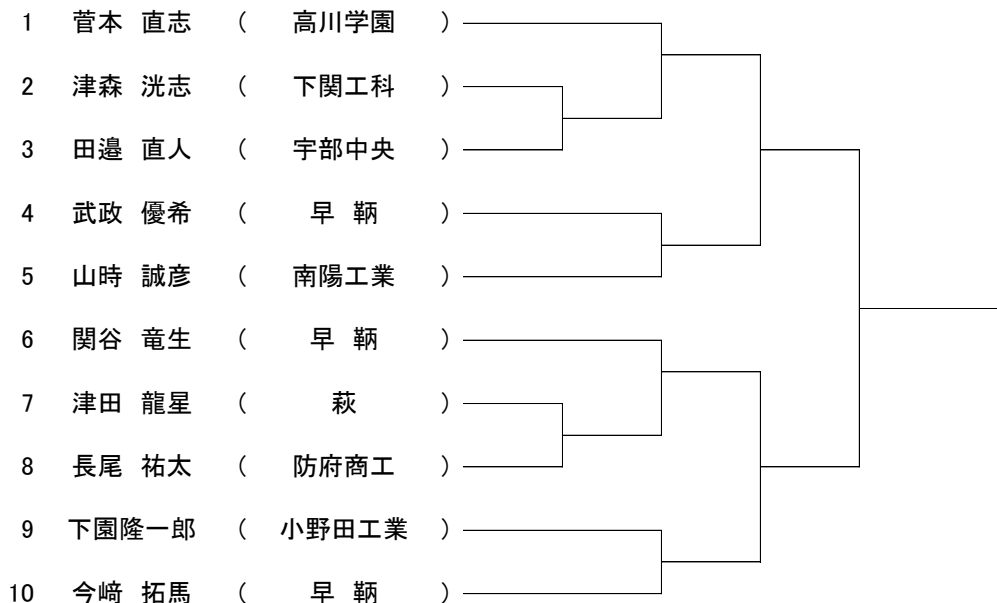 1 菅本 直志 ( 高川学園 )
2 津森 洸志 ( 下関工科 )
3 田邉 直人 ( 宇部中央 )
4 武政 優希 ( 早 鞆 )
5 山時 誠彦 ( 南陽工業 )
6 関谷 竜生 ( 早 鞆 )
7 津田 龍星 ( 萩 )
8 長尾 祐太 ( 防府商工 )
9 下園隆一郎 ( 小野田工業 )
10 今﨑 拓馬 ( 早 鞆 )